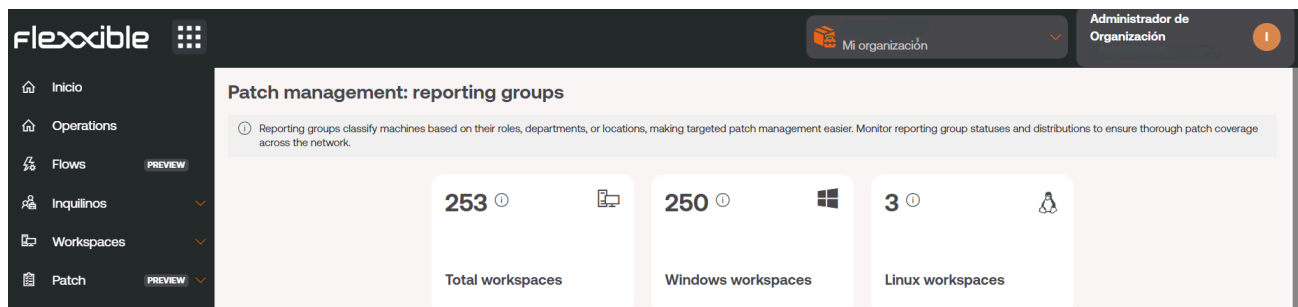 Flexxible
Mi organización
Administrador de
Organización
I
Inicio
Operations
Flows PREVIEW
Inquilinos
Workspaces
Patch PREVIEW
Patch management: reporting groups
Reporting groups classify machines based on their roles, departments, or locations, making targeted patch management easier. Monitor reporting group statuses and distributions to ensure thorough patch coverage
across the network.
253
Total workspaces
250
Windows workspaces
3
Linux workspaces